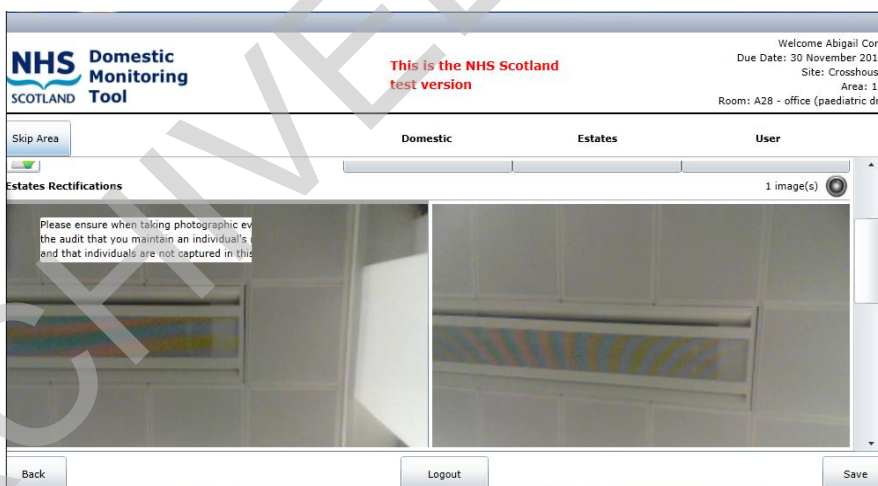 NHS
SCOTLAND
Domestic
Monitoring
Tool
This is the NHS Scotland
test version
Welcome Abigail Cor
Due Date: 30 November 201
Site: Crosshous
Area: 1
Room: A28 - office (paediatric dr
Skip Area
Domestic
Estates
User
Estates Rectifications
1 image(s)
Please ensure when taking photographic ev
the audit that you maintain an individual's
and that individuals are not captured in this
Back
Logout
Save